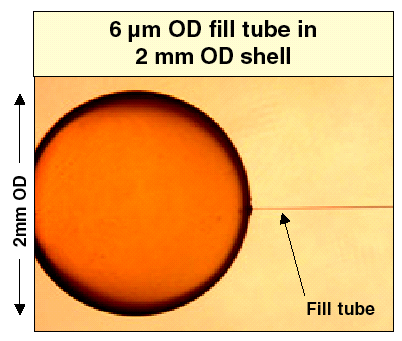 6 µm OD fill tube in
2 mm OD shell
2mm OD
Fill tube